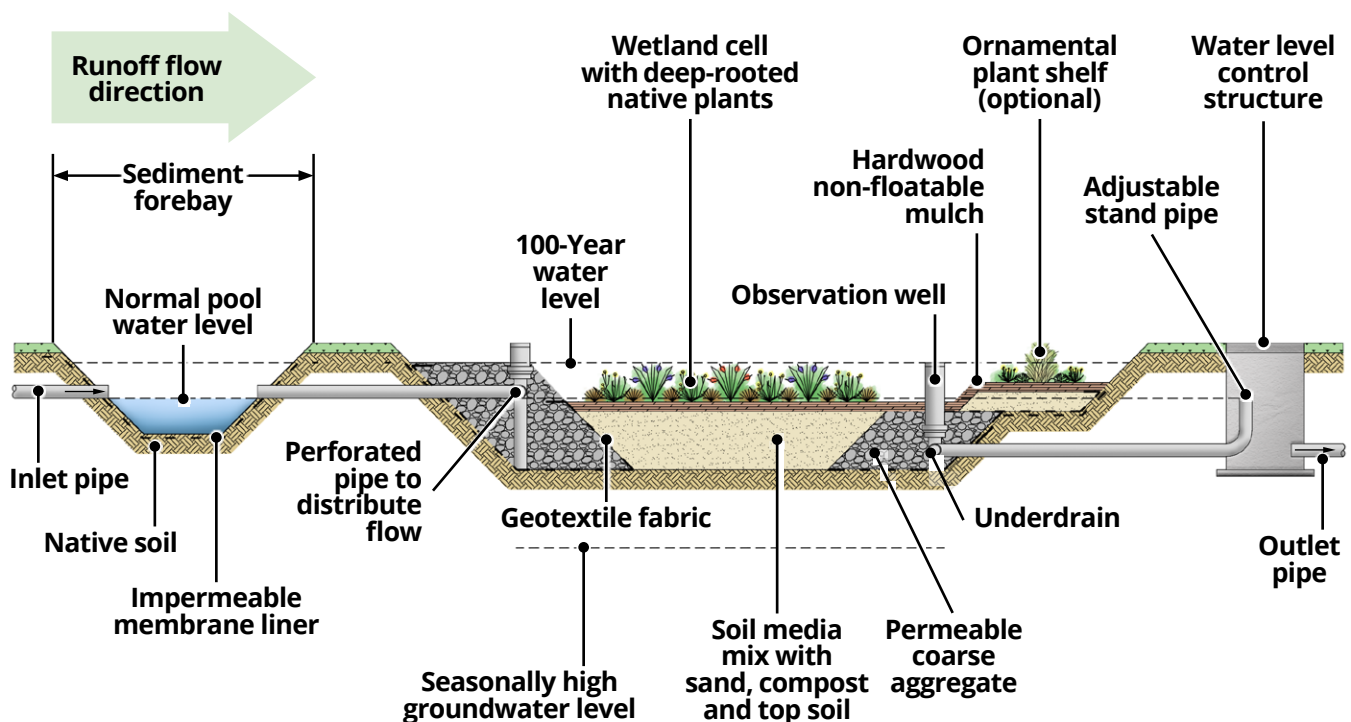 Runoff flow
direction
Wetland cell
with deep-rooted
native plants
Ornamental
plant shelf
(optional)
Water level
control
structure
Sediment
forebay
Hardwood
non-floatable
mulch
Adjustable
stand pipe
100-Year
water
level
Normal pool
water level
Observation well
Inlet pipe
Perforated
pipe to
distribute
flow
Geotextile fabric
Underdrain
Native soil
Outlet
pipe
Impermeable
membrane liner
Soil media
mix with
sand, compost
and top soil
Permeable
coarse
aggregate
Seasonally high
groundwater level